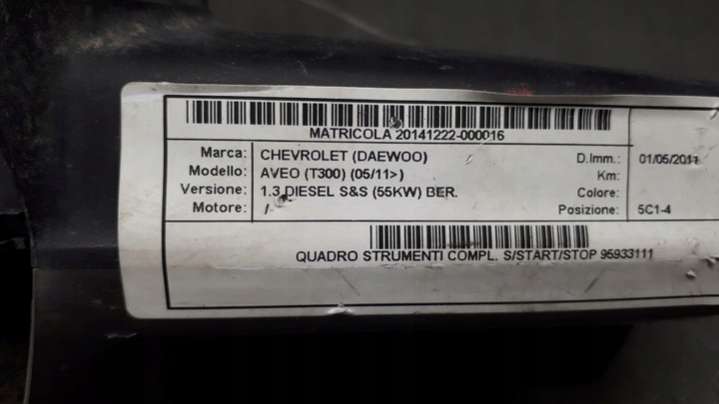 MATRICOLA 20141222-000016
Marca: CHEVROLET (DAEWOO) D.Imm.: 01/05/2011
Modello: AVEO (T300) (05/11>) Km:
Versione: 1.3 DIESEL S&S (55KW) BER. Colore:
Motore: /- Posizione: 5C1-4
QUADRO STRUMENTI COMPL. S/START/STOP 95933111